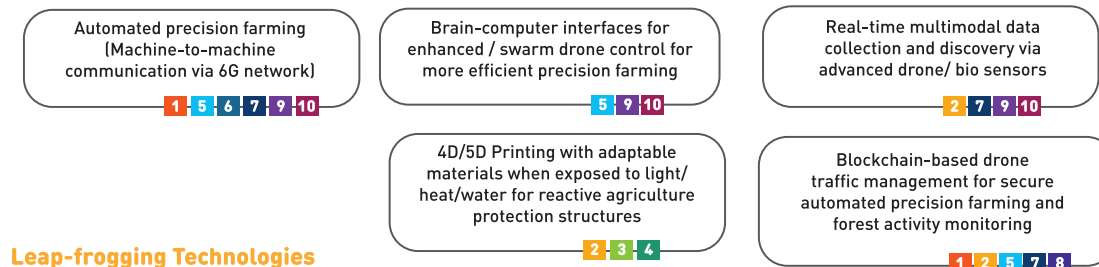 Automated precision farming
(Machine-to-machine
communication via 6G network)
1 5 6 7 9 10
Brain-computer interfaces for
enhanced / swarm drone control for
more efficient precision farming
5 9 10
Real-time multimodal data
collection and discovery via
advanced drone/ bio sensors
2 7 9 10
4D/5D Printing with adaptable
materials when exposed to light/
heat/water for reactive agriculture
protection structures
2 3 4
Blockchain-based drone
traffic management for secure
automated precision farming and
forest activity monitoring
1 2 5 7 8
Leap-frogging Technologies